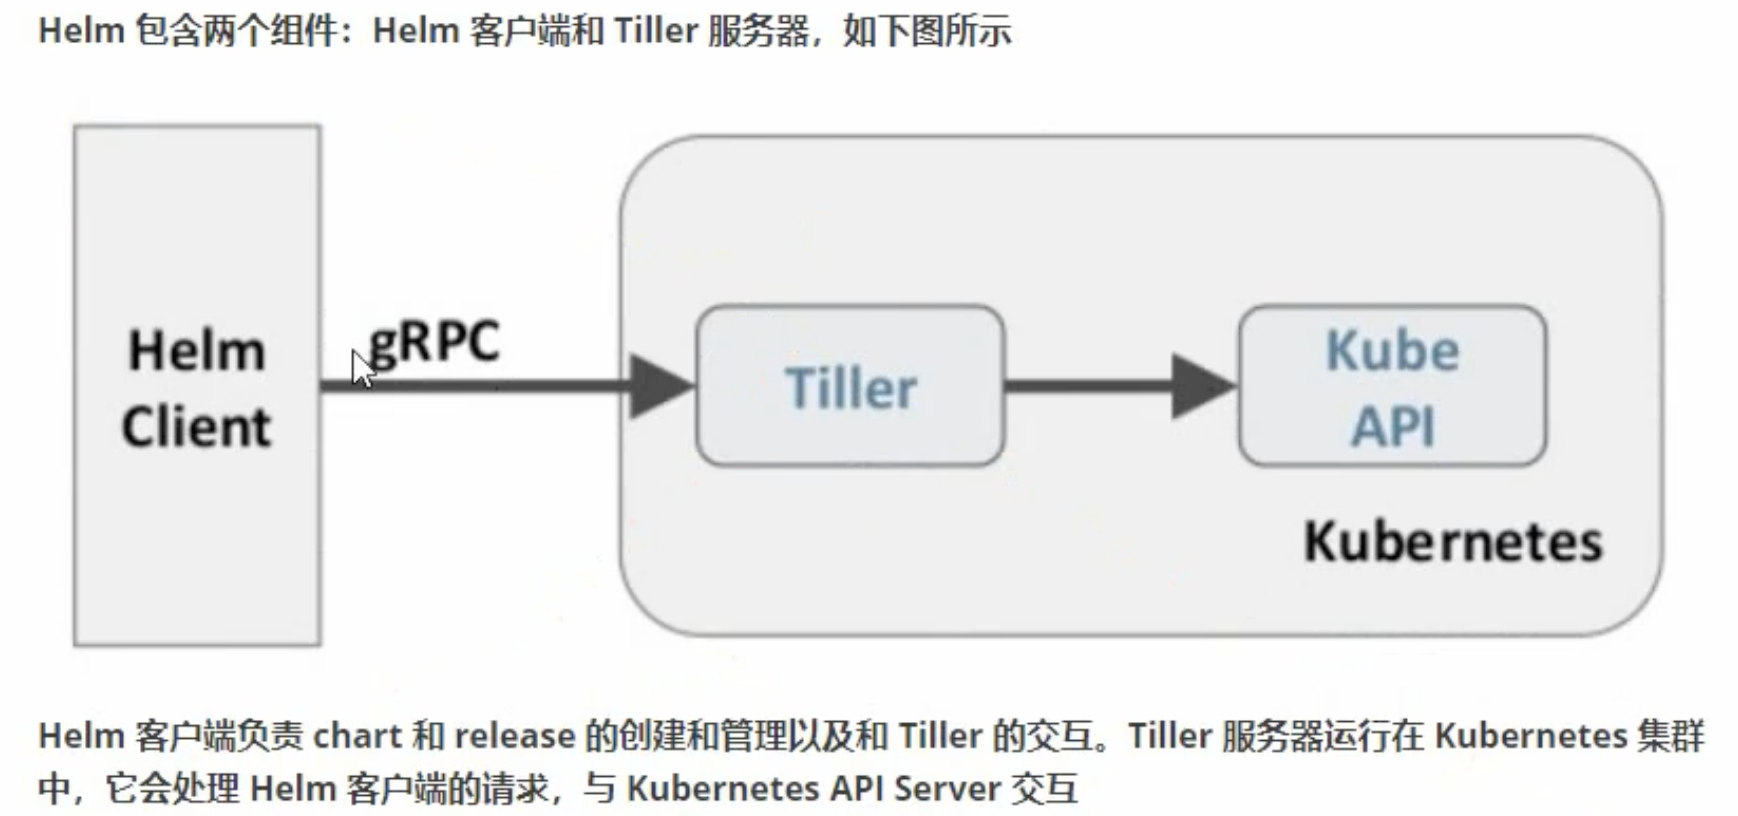 Helm 包含两个组件：Helm 客户端和 Tiller 服务器，如下图所示
Helm
Client
gRPC
Tiller
Kube
API
Kubernetes
Helm 客户端负责 chart 和 release 的创建和管理以及和 Tiller 的交互。Tiller 服务器运行在 Kubernetes 集群
中，它会处理 Helm 客户端的请求，与 Kubernetes API Server 交互